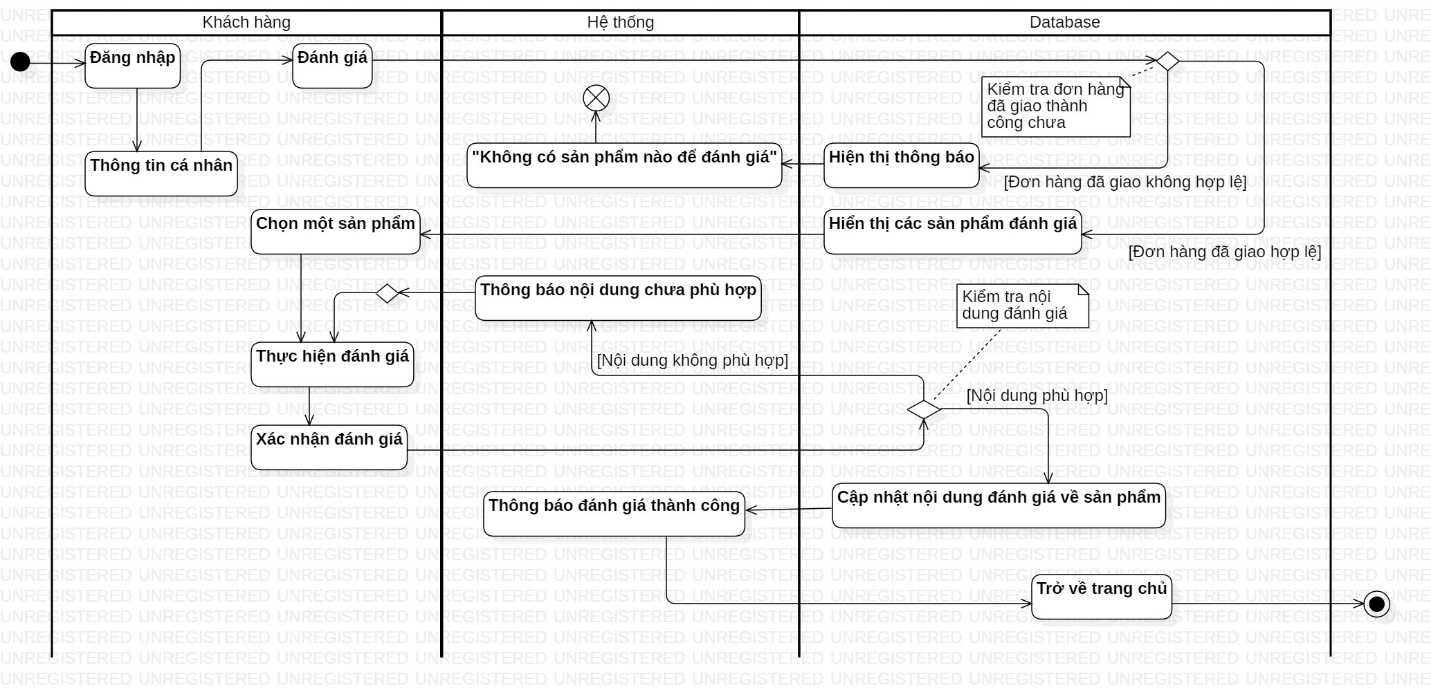 Khách hàng
Hệ thống
Database
Đăng nhập
Đánh giá
Kiểm tra đơn hàng
đã giao thành
công chưa
Thông tin cá nhân
"Không có sản phẩm nào để đánh giá"
Hiện thị thông báo
[Đơn hàng đã giao không hợp lệ]
Chọn một sản phẩm
Hiển thị các sản phẩm đánh giá
[Đơn hàng đã giao hợp lệ]
Thông báo nội dung chưa phù hợp
Kiểm tra nội
dung đánh giá
Thực hiện đánh giá
[Nội dung không phù hợp]
[Nội dung phù hợp]
Xác nhận đánh giá
Thông báo đánh giá thành công
Cập nhật nội dung đánh giá về sản phẩm
Trở về trang chủ
UNREGISTERED